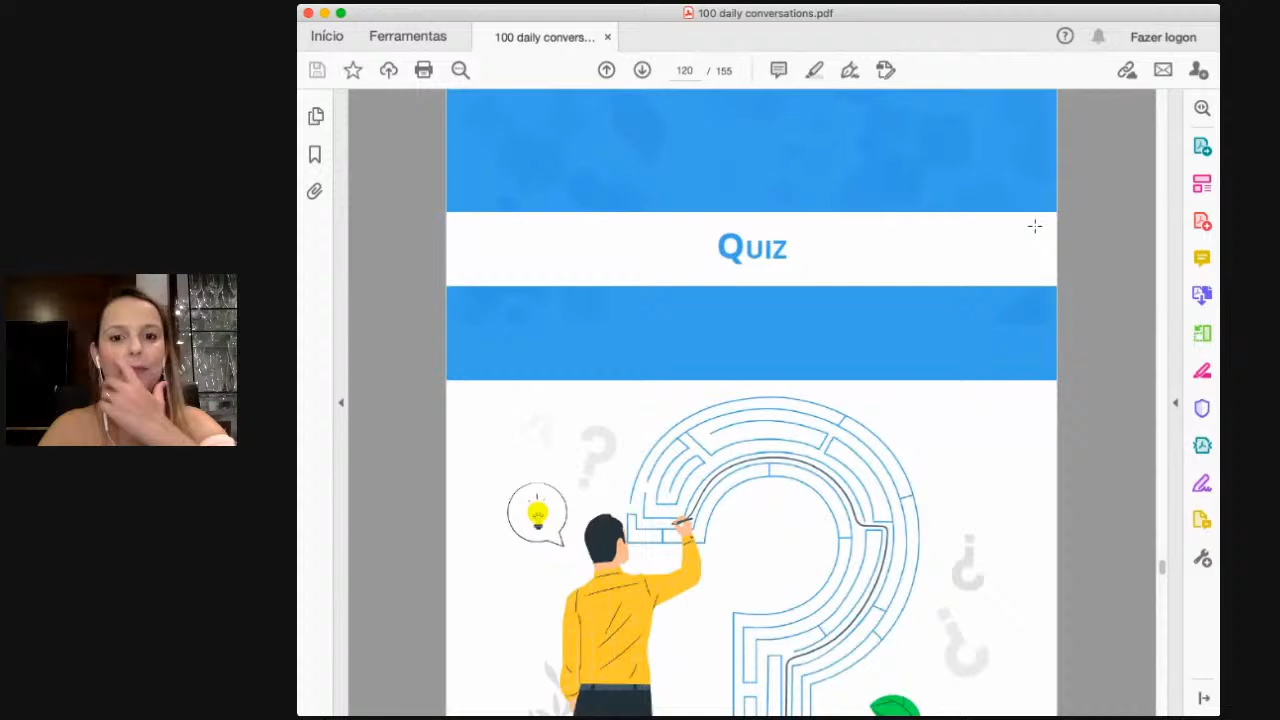 100 daily conversations.pdf
Início
Ferramentas
100 daily convers...
Fazer logon
120 / 155
Quiz